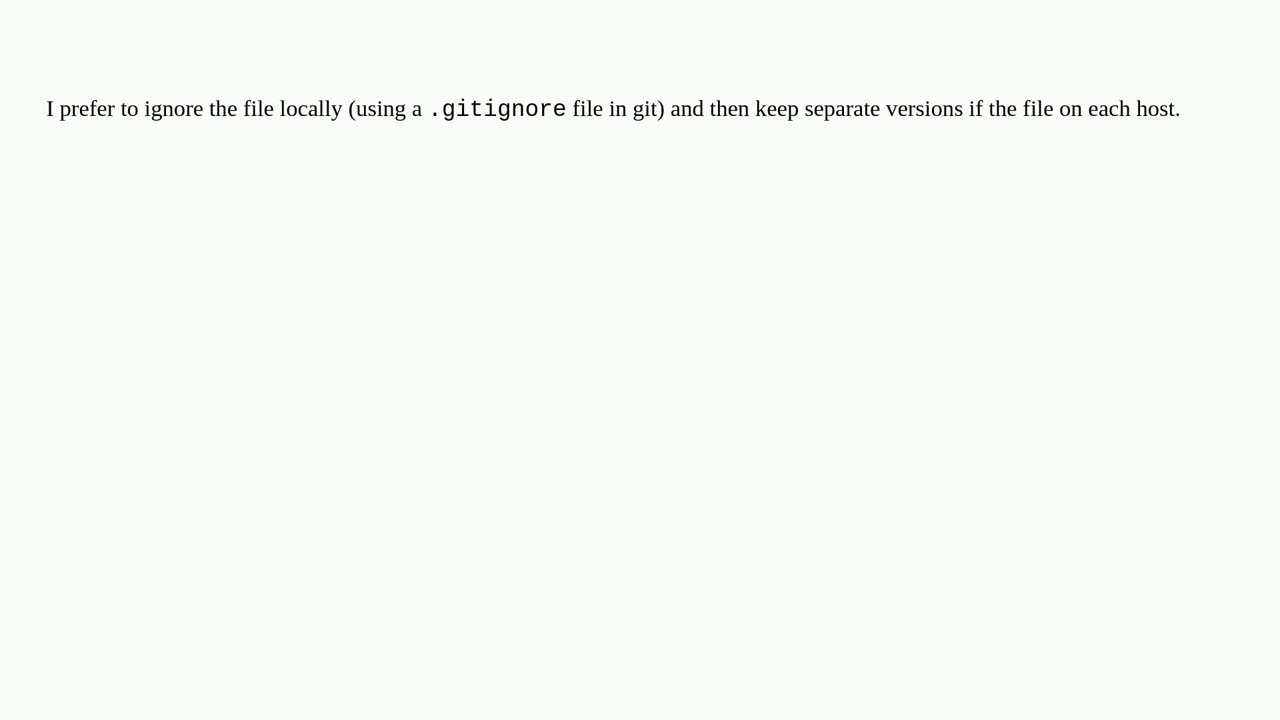 I prefer to ignore the file locally (using a .gitignore file in git) and then keep separate versions if the file on each host.